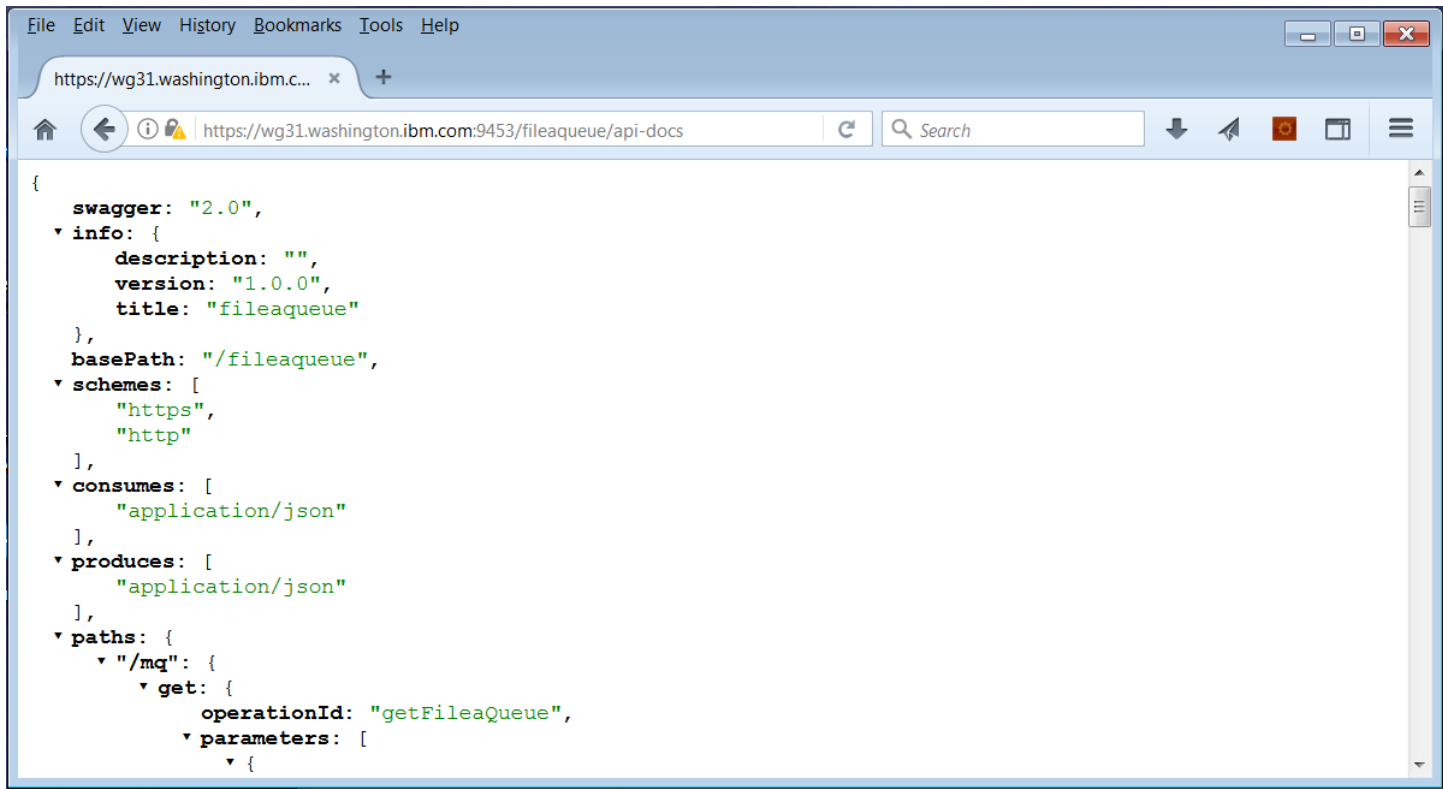 File Edit View History Bookmarks Tools Help
https://wg31.washington.ibm.c... × +
https://wg31.washington.ibm.com:9453/fileaqueue/api-docs Search
{
swagger: "2.0",
info: {
description: "",
version: "1.0.0",
title: "fileaqueue"
},
basePath: "/fileaqueue",
schemes: [
"https",
"http"
],
consumes: [
"application/json"
],
produces: [
"application/json"
],
paths: {
"/mq": {
get: {
operationId: "getFileaQueue",
parameters: [
{